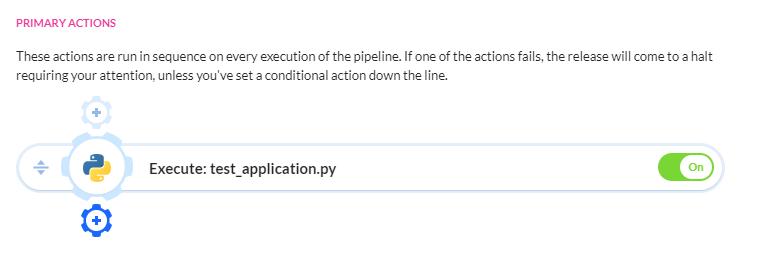 PRIMARY ACTIONS
These actions are run in sequence on every execution of the pipeline. If one of the actions fails, the release will come to a halt
requiring your attention, unless you've set a conditional action down the line.
Execute: test_application.py
On